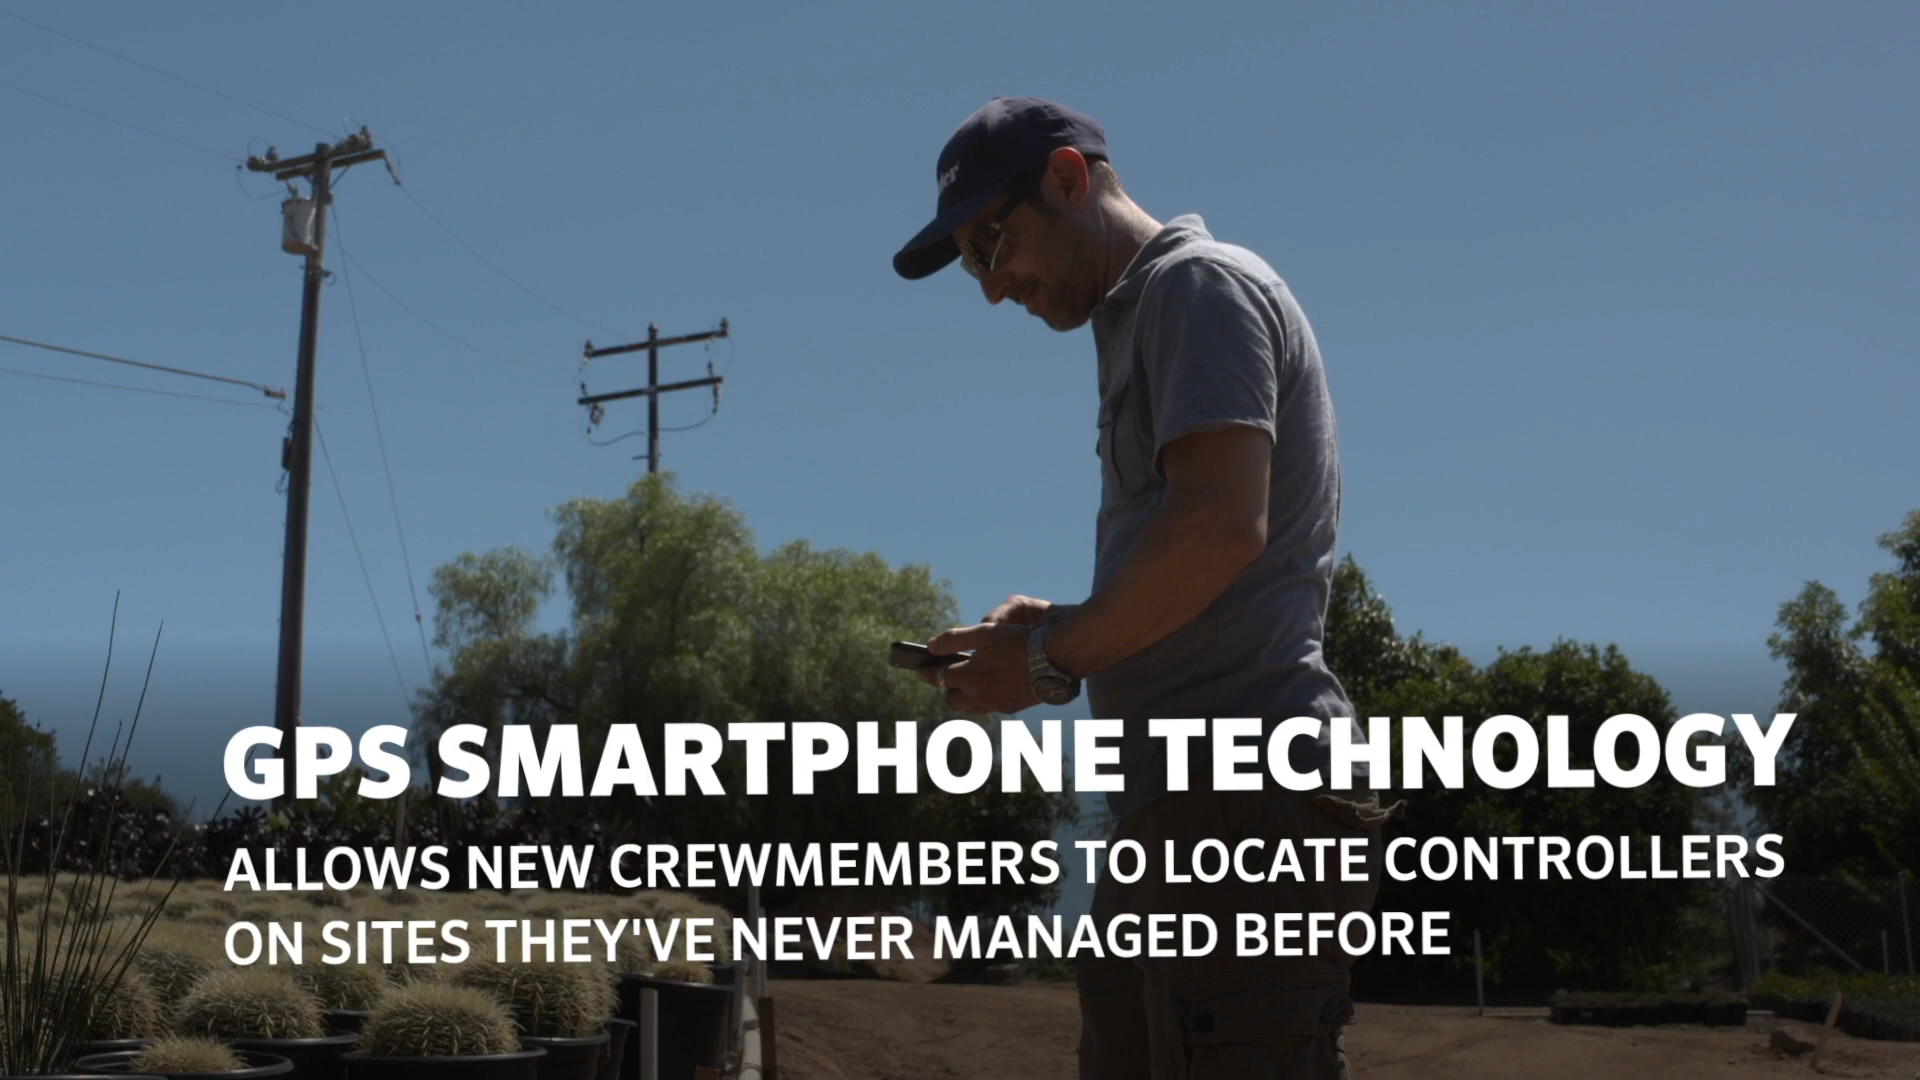 GPS SMARTPHONE TECHNOLOGY
ALLOWS NEW CREWMEMBERS TO LOCATE CONTROLLERS
ON SITES THEY'VE NEVER MANAGED BEFORE